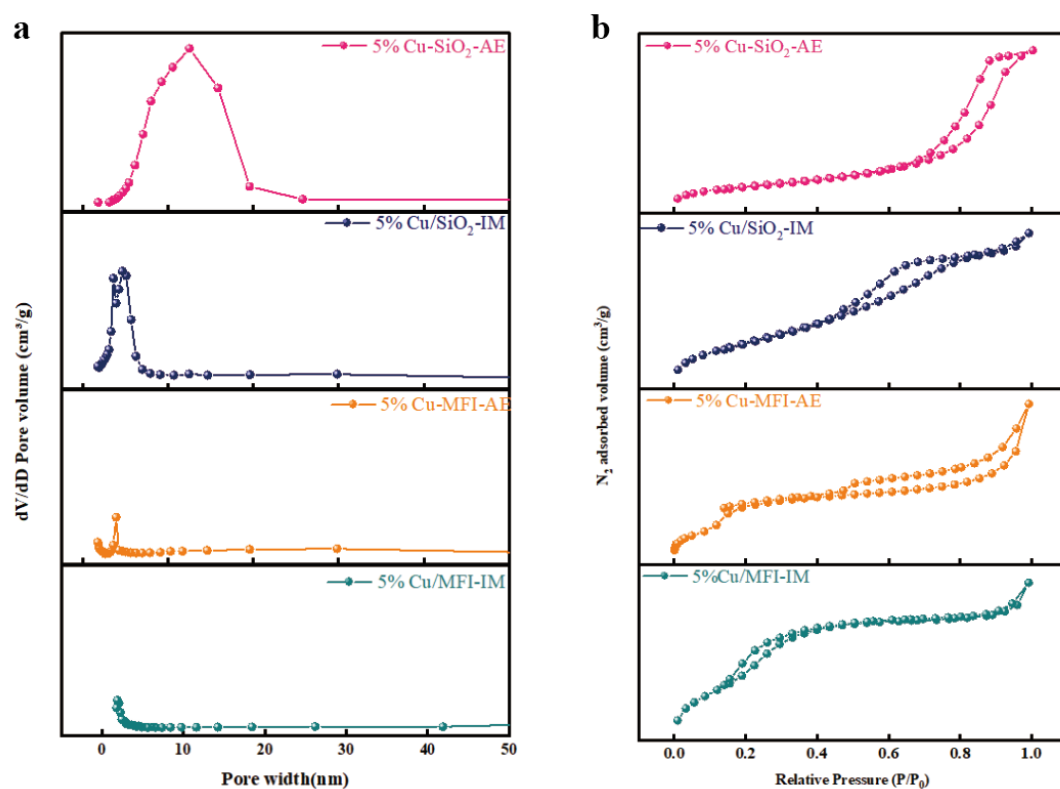 a
5% Cu-SiO₂-AE
5% Cu/SiO₂-IM
5% Cu-MFI-AE
5% Cu/MFI-IM
dV/dD Pore volume (cm³/g)
0 10 20 30 40 50
Pore width(nm)
b
5% Cu-SiO₂-AE
5% Cu/SiO₂-IM
5% Cu-MFI-AE
5%Cu/MFI-IM
N₂ adsorbed volume (cm³/g)
0.0 0.2 0.4 0.6 0.8 1.0
Relative Pressure (P/P₀)